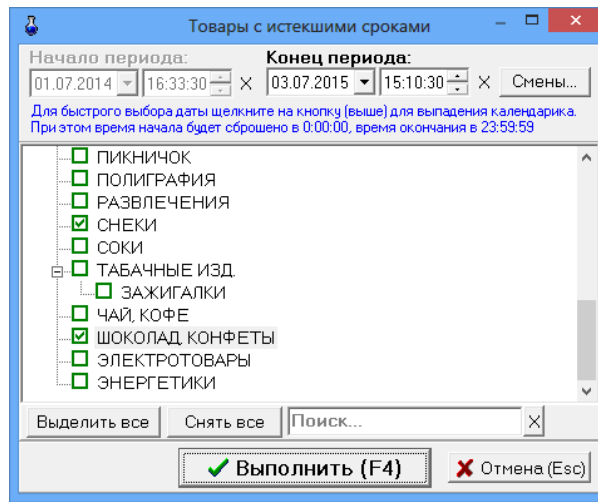 Товары с истекшими сроками
Начало периода: Конец периода:
01.07.2014 16:33:30 X 03.07.2015 15:10:30 X Смены...
Для быстрого выбора даты щелкните на кнопку (выше) для выпадения календарика.
При этом время начала будет сброшено в 0:00:00, время окончания в 23:59:59
ПИКНИЧОК
ПОЛИГРАФИЯ
РАЗВЛЕЧЕНИЯ
СНЕКИ
СОКИ
ТАБАЧНЫЕ ИЗД.
ЗАЖИГАЛКИ
ЧАЙ, КОФЕ
ШОКОЛАД, КОНФЕТЫ
ЭЛЕКТРОТОВАРЫ
ЭНЕРГЕТИКИ
Выделить все Снять все Поиск... X
Выполнить (F4) Отмена (Esc)